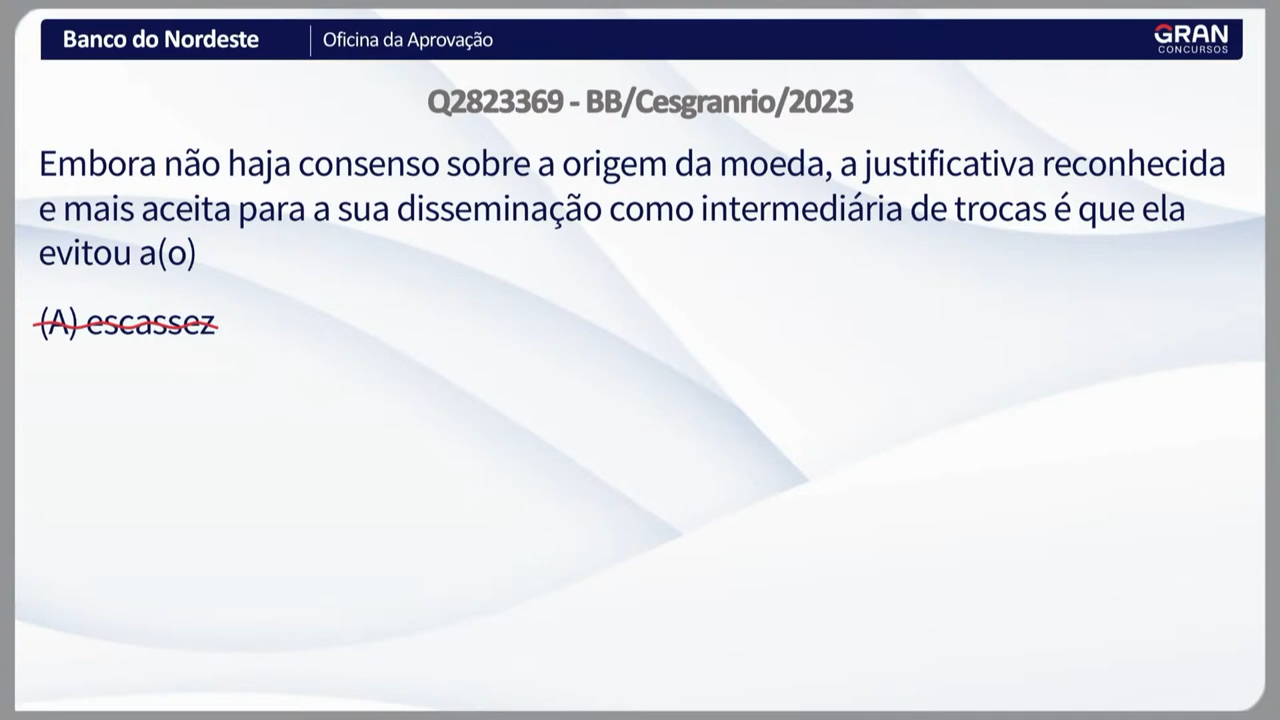 Banco do Nordeste
Oficina da Aprovação
GRAN
CONCURSOS
Q2823369 - BB/Cesgranrio/2023
Embora não haja consenso sobre a origem da moeda, a justificativa reconhecida
e mais aceita para a sua disseminação como intermediária de trocas é que ela
evitou a(o)
(A) escassez